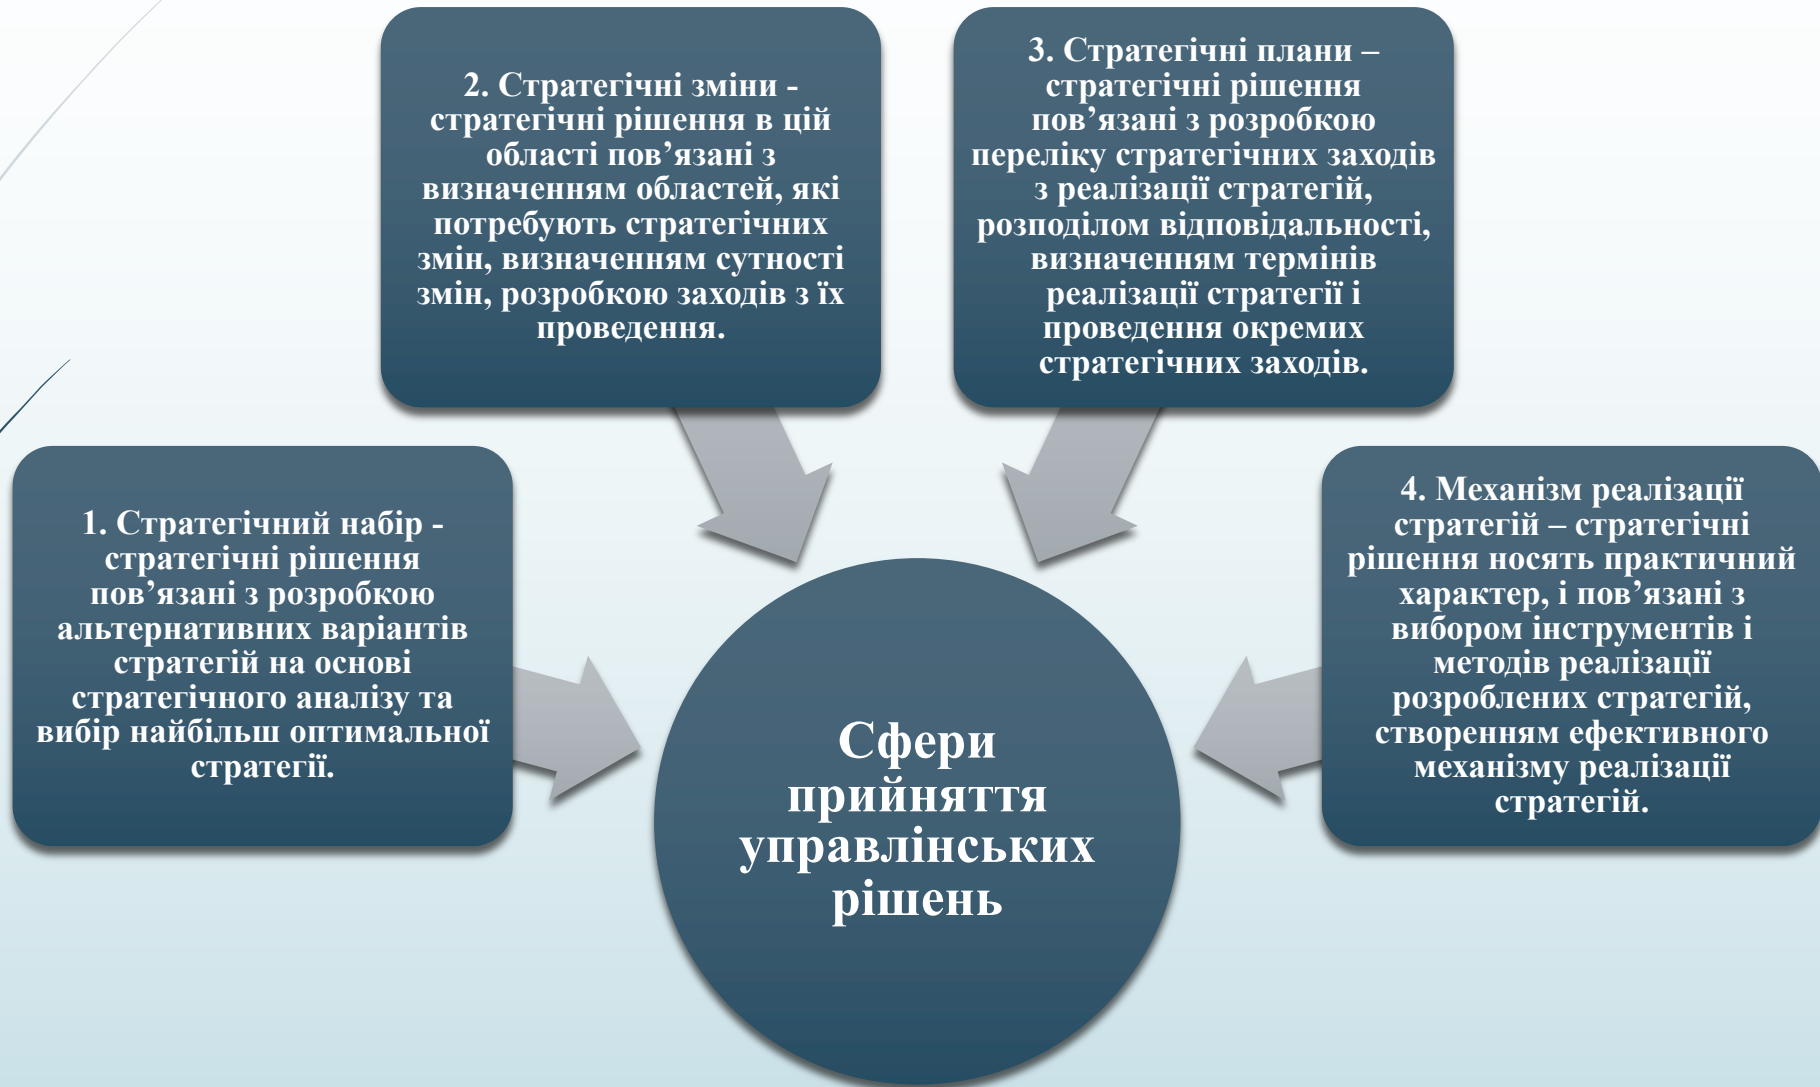 1. Стратегічний набір -
стратегічні рішення
пов’язані з розробкою
альтернативних варіантів
стратегій на основі
стратегічного аналізу та
вибір найбільш оптимальної
стратегії.
2. Стратегічні зміни -
стратегічні рішення в цій
області пов’язані з
визначенням областей, які
потребують стратегічних
змін, визначенням сутності
змін, розробкою заходів з їх
проведення.
3. Стратегічні плани –
стратегічні рішення
пов’язані з розробкою
переліку стратегічних заходів
з реалізації стратегій,
розподілом відповідальності,
визначенням термінів
реалізації стратегії і
проведення окремих
стратегічних заходів.
4. Механізм реалізації
стратегій – стратегічні
рішення носять практичний
характер, і пов’язані з
вибором інструментів і
методів реалізації
розроблених стратегій,
створенням ефективного
механізму реалізації
стратегій.
Сфери
прийняття
управлінських
рішень